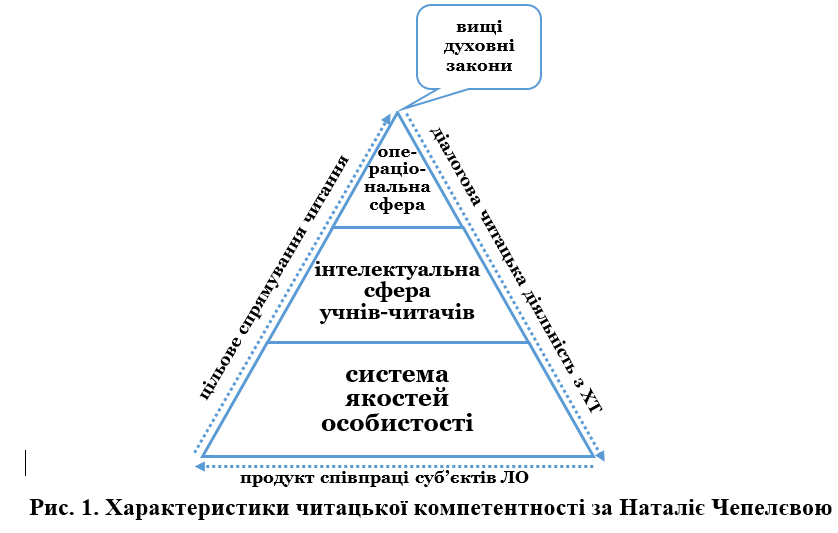 вищі
духовні
закони
опе-
раціо-
нальна
сфера
цільове спрямування читання
діалогова читацька діяльність з ХТ
інтелектуальна
сфера
учнів-читачів
система
якостей
особистості
продукт співпраці суб’єктів ЛО
Рис. 1. Характеристики читацької компетентності за Наталіє Чепелєвою